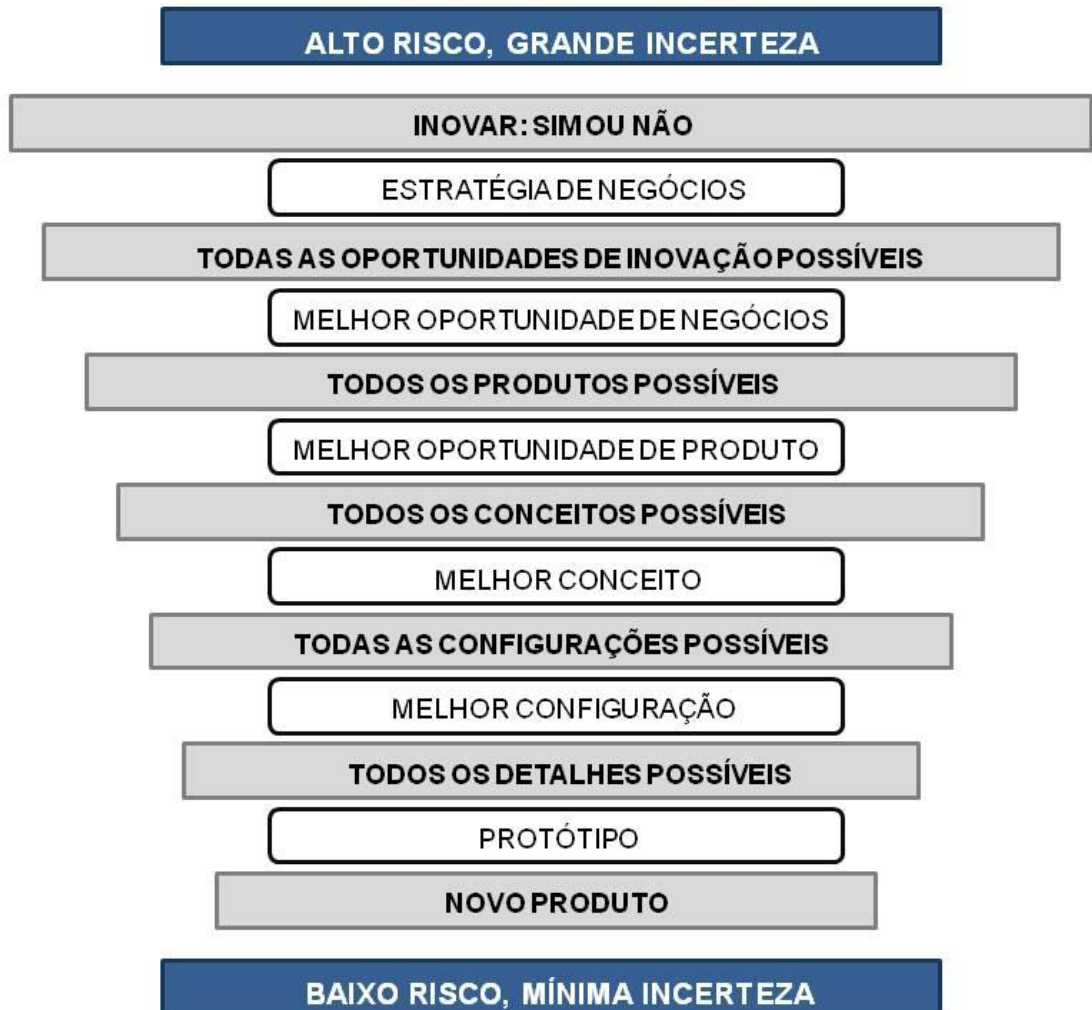 ALTO RISCO, GRANDE INCERTEZA
INOVAR: SIM OU NÃO
ESTRATÉGIA DE NEGÓCIOS
TODAS AS OPORTUNIDADES DE INOVAÇÃO POSSÍVEIS
MELHOR OPORTUNIDADE DE NEGÓCIOS
TODOS OS PRODUTOS POSSÍVEIS
MELHOR OPORTUNIDADE DE PRODUTO
TODOS OS CONCEITOS POSSÍVEIS
MELHOR CONCEITO
TODAS AS CONFIGURAÇÕES POSSÍVEIS
MELHOR CONFIGURAÇÃO
TODOS OS DETALHES POSSÍVEIS
PROTÓTIPO
NOVO PRODUTO
BAIXO RISCO, MÍNIMA INCERTEZA